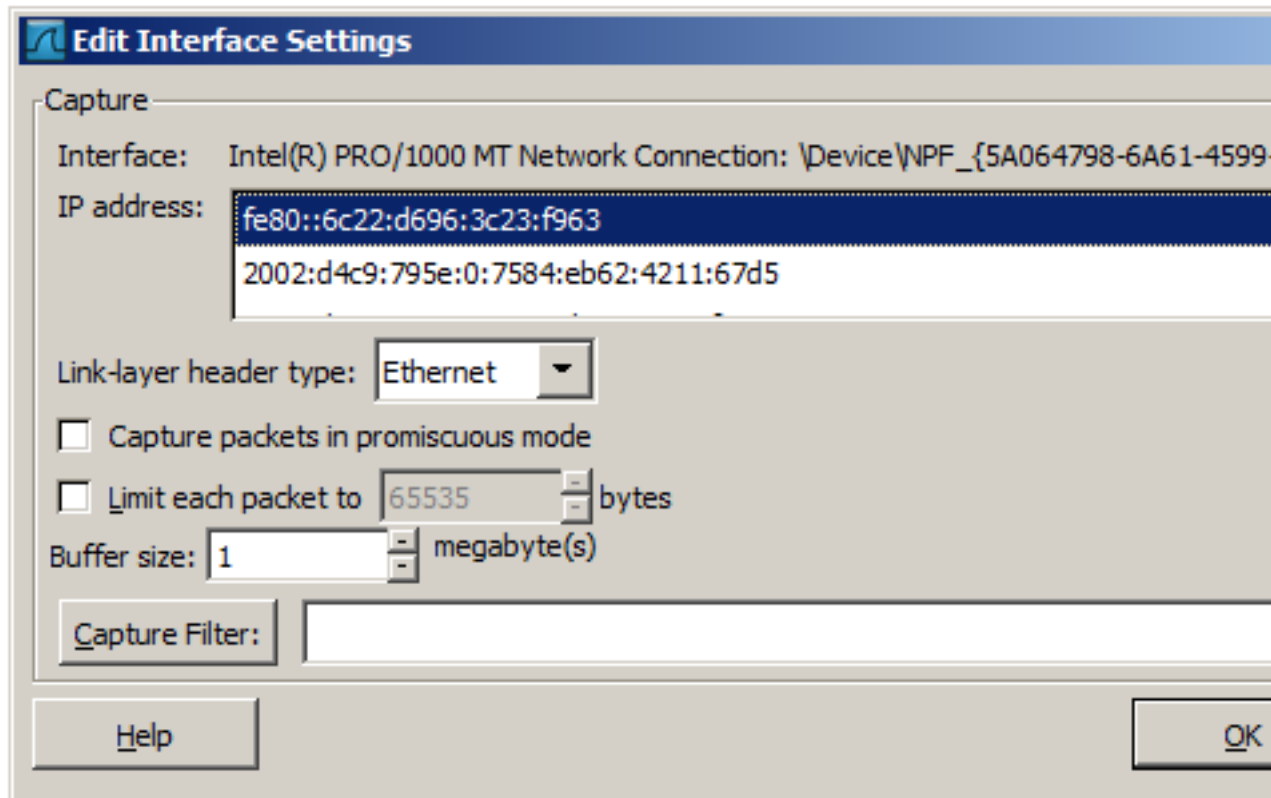 Edit Interface Settings
Capture
Interface: Intel(R) PRO/1000 MT Network Connection: \Device\NPF_{5A064798-6A61-4599-
IP address: fe80::6c22:d696:3c23:f963
2002:d4c9:795e:0:7584:eb62:4211:67d5
Link-layer header type: Ethernet
Capture packets in promiscuous mode
Limit each packet to 65535 bytes
Buffer size: 1 megabyte(s)
Capture Filter:
Help OK